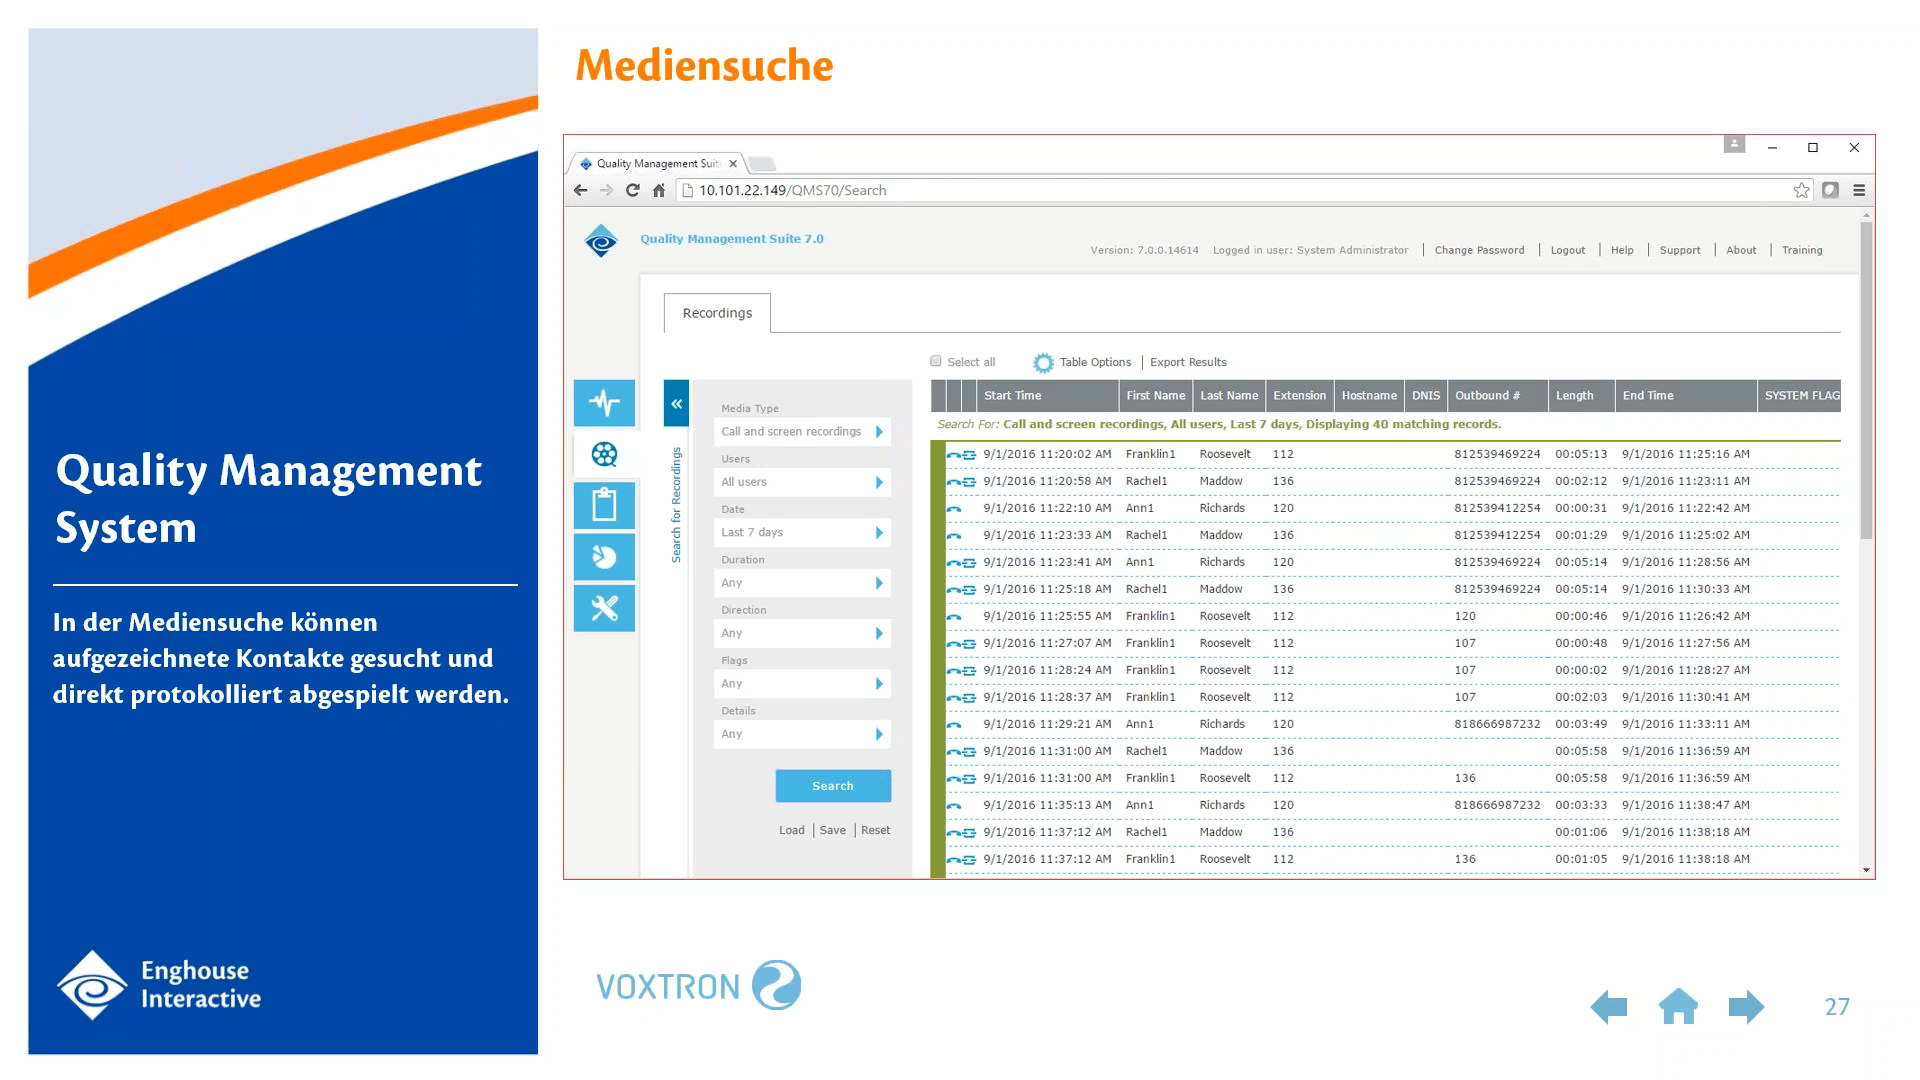 Mediensuche
Quality Management
System
In der Mediensuche können
aufgezeichnete Kontakte gesucht und
direkt protokolliert abgespielt werden.
Enghouse
Interactive
Quality Management Suit
10.101.22.149/QMS70/Search
Quality Management Suite 7.0
Version: 7.0.0.14614 Logged in user: System Administrator | Change Password | Logout | Help | Support | About | Training
Recordings
Search for Recordings
Media Type
Call and screen recordings
Users
All users
Date
Last 7 days
Duration
Any
Direction
Any
Flags
Any
Details
Any
Search
Load | Save | Reset
Select all Table Options | Export Results
Start Time First Name Last Name Extension Hostname DNIS Outbound # Length End Time SYSTEM FLAG
Search For: Call and screen recordings, All users, Last 7 days, Displaying 40 matching records.
9/1/2016 11:20:02 AM Franklin1 Roosevelt 112 812539469224 00:05:13 9/1/2016 11:25:16 AM
9/1/2016 11:20:58 AM Rachel1 Maddow 136 812539469224 00:02:12 9/1/2016 11:23:11 AM
9/1/2016 11:22:10 AM Ann1 Richards 120 812539412254 00:00:31 9/1/2016 11:22:42 AM
9/1/2016 11:23:33 AM Rachel1 Maddow 136 812539412254 00:01:29 9/1/2016 11:25:02 AM
9/1/2016 11:23:41 AM Ann1 Richards 120 812539469224 00:05:14 9/1/2016 11:28:56 AM
9/1/2016 11:25:18 AM Rachel1 Maddow 136 812539469224 00:05:14 9/1/2016 11:30:33 AM
9/1/2016 11:25:55 AM Franklin1 Roosevelt 112 120 00:00:46 9/1/2016 11:26:42 AM
9/1/2016 11:27:07 AM Franklin1 Roosevelt 112 107 00:00:48 9/1/2016 11:27:56 AM
9/1/2016 11:28:24 AM Franklin1 Roosevelt 112 107 00:00:02 9/1/2016 11:28:27 AM
9/1/2016 11:28:37 AM Franklin1 Roosevelt 112 107 00:02:03 9/1/2016 11:30:41 AM
9/1/2016 11:29:21 AM Ann1 Richards 120 818666987232 00:03:49 9/1/2016 11:33:11 AM
9/1/2016 11:31:00 AM Rachel1 Maddow 136 00:05:58 9/1/2016 11:36:59 AM
9/1/2016 11:31:00 AM Franklin1 Roosevelt 112 136 00:05:58 9/1/2016 11:36:59 AM
9/1/2016 11:35:13 AM Ann1 Richards 120 818666987232 00:03:33 9/1/2016 11:38:47 AM
9/1/2016 11:37:12 AM Rachel1 Maddow 136 00:01:06 9/1/2016 11:38:18 AM
9/1/2016 11:37:12 AM Franklin1 Roosevelt 112 136 00:01:05 9/1/2016 11:38:18 AM
VOXTRON
27